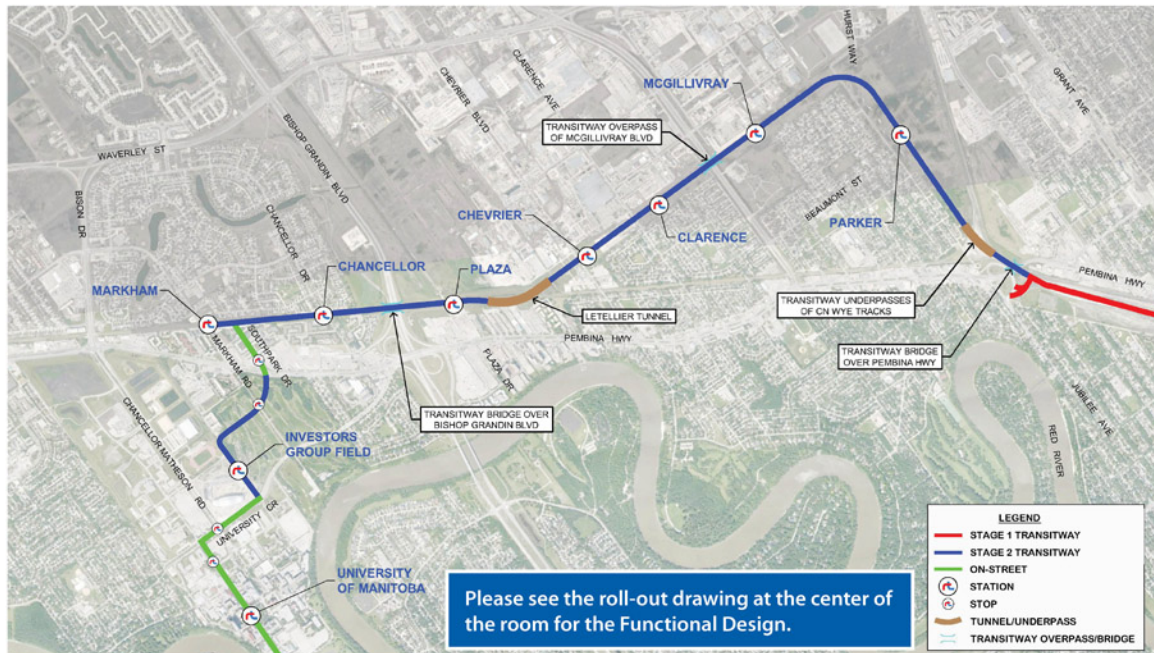 HURST WAY
GRANT AVE
MCGILLIVRAY
CLARENCE AVE
CHEVRIER BLVD
TRANSITWAY OVERPASS
OF MCGILLIVRAY BLVD
BISHOP GRANDIN BLVD
WAVERLEY ST
BISON DR
CHANCELLOR DR
BEAUMONT ST
PARKER
CHEVRIER
CLARENCE
CHANCELLOR
PLAZA
MARKHAM
PEMBINA HWY
LETELLIER TUNNEL
TRANSITWAY UNDERPASSES
OF CN WYE TRACKS
PEMBINA HWY
TRANSITWAY BRIDGE
OVER PEMBINA HWY
SOUTHPARK DR
MARKHAM RD
PLAZA DR
TRANSITWAY BRIDGE OVER
BISHOP GRANDIN BLVD
JUBILEE AVE
RED RIVER
CHANCELLOR MATHESON RD
INVESTORS
GROUP FIELD
UNIVERSITY CR
UNIVERSITY
OF MANITOBA
Please see the roll-out drawing at the center of
the room for the Functional Design.
LEGEND
STAGE 1 TRANSITWAY
STAGE 2 TRANSITWAY
ON-STREET
STATION
STOP
TUNNEL/UNDERPASS
TRANSITWAY OVERPASS/BRIDGE